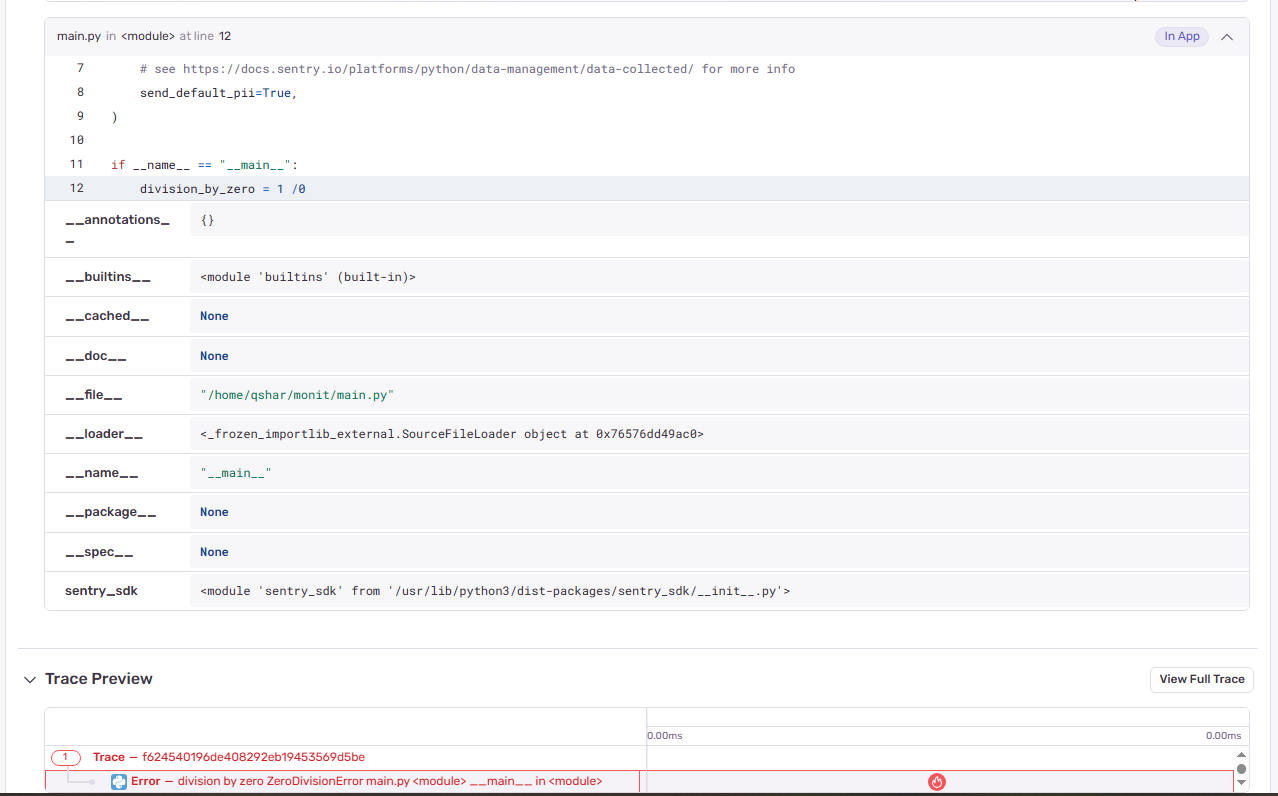 main.py in <module> at line 12
In App
7 # see https://docs.sentry.io/platforms/python/data-management/data-collected/ for more info
8 send_default_pii=True,
9 )
10
11 if __name__ == "__main__":
12 division_by_zero = 1 /0
__annotations_
_
{}
__builtins__ <module 'builtins' (built-in)>
__cached__ None
__doc__ None
__file__ "/home/qshar/monit/main.py"
__loader__ <_frozen_importlib_external.SourceFileLoader object at 0x76576dd49ac0>
__name__ "__main__"
__package__ None
__spec__ None
sentry_sdk <module 'sentry_sdk' from '/usr/lib/python3/dist-packages/sentry_sdk/__init__.py'>
Trace Preview
View Full Trace
0.00ms 0.00ms
1 Trace — f624540196de408292eb19453569d5be
Error — division by zero ZeroDivisionError main.py <module> __main__ in <module>